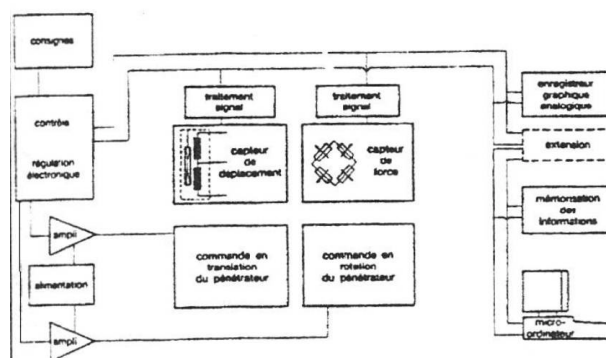 consignes
contrôle
régulation
électronique
ampli
alimentation
ampli
traitement
signal
traitement
signal
capteur
de
déplacement
capteur
de
force
commande en
translation
du pénétrateur
commande en
rotation
du pénétrateur
enregistreur
graphique
analogique
extension
mémorisation
des
informations
micro-
ordinateur